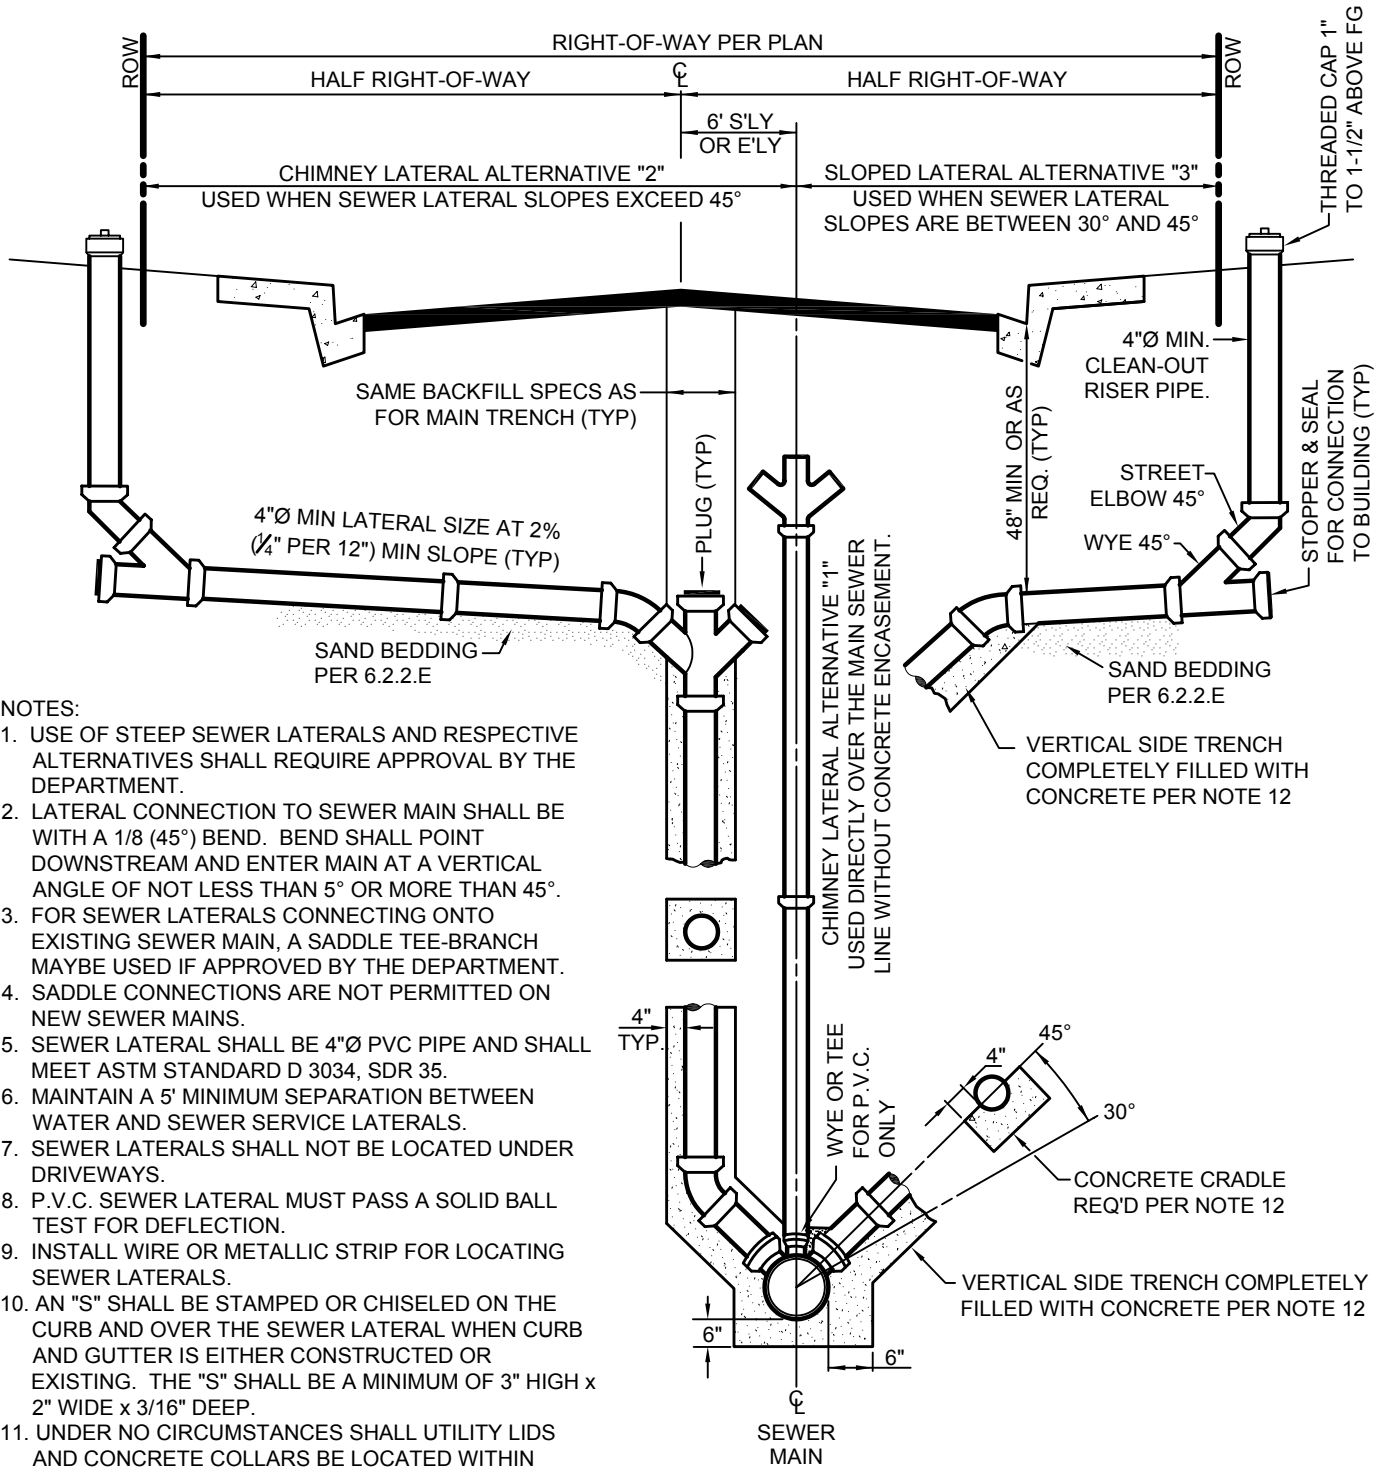 RIGHT-OF-WAY PER PLAN
ROW
ROW
HALF RIGHT-OF-WAY
℄
HALF RIGHT-OF-WAY
THREADED CAP 1"
TO 1-1/2" ABOVE FG
6' S'LY
OR E'LY
CHIMNEY LATERAL ALTERNATIVE "2"
USED WHEN SEWER LATERAL SLOPES EXCEED 45°
SLOPED LATERAL ALTERNATIVE "3"
USED WHEN SEWER LATERAL
SLOPES ARE BETWEEN 30° AND 45°
4"Ø MIN.
CLEAN-OUT
RISER PIPE.
SAME BACKFILL SPECS AS
FOR MAIN TRENCH (TYP)
48" MIN OR AS
REQ. (TYP)
STOPPER & SEAL
FOR CONNECTION
TO BUILDING (TYP)
PLUG (TYP)
STREET
ELBOW 45°
WYE 45°
4"Ø MIN LATERAL SIZE AT 2%
(1/4" PER 12") MIN SLOPE (TYP)
SAND BEDDING
PER 6.2.2.E
SAND BEDDING
PER 6.2.2.E
CHIMNEY LATERAL ALTERNATIVE "1"
USED DIRECTLY OVER THE MAIN SEWER
LINE WITHOUT CONCRETE ENCASEMENT.
VERTICAL SIDE TRENCH
COMPLETELY FILLED WITH
CONCRETE PER NOTE 12
NOTES:
1. USE OF STEEP SEWER LATERALS AND RESPECTIVE
ALTERNATIVES SHALL REQUIRE APPROVAL BY THE
DEPARTMENT.
2. LATERAL CONNECTION TO SEWER MAIN SHALL BE
WITH A 1/8 (45°) BEND. BEND SHALL POINT
DOWNSTREAM AND ENTER MAIN AT A VERTICAL
ANGLE OF NOT LESS THAN 5° OR MORE THAN 45°.
3. FOR SEWER LATERALS CONNECTING ONTO
EXISTING SEWER MAIN, A SADDLE TEE-BRANCH
MAYBE USED IF APPROVED BY THE DEPARTMENT.
4. SADDLE CONNECTIONS ARE NOT PERMITTED ON
NEW SEWER MAINS.
5. SEWER LATERAL SHALL BE 4"Ø PVC PIPE AND SHALL
MEET ASTM STANDARD D 3034, SDR 35.
6. MAINTAIN A 5' MINIMUM SEPARATION BETWEEN
WATER AND SEWER SERVICE LATERALS.
7. SEWER LATERALS SHALL NOT BE LOCATED UNDER
DRIVEWAYS.
8. P.V.C. SEWER LATERAL MUST PASS A SOLID BALL
TEST FOR DEFLECTION.
9. INSTALL WIRE OR METALLIC STRIP FOR LOCATING
SEWER LATERALS.
10. AN "S" SHALL BE STAMPED OR CHISELED ON THE
CURB AND OVER THE SEWER LATERAL WHEN CURB
AND GUTTER IS EITHER CONSTRUCTED OR
EXISTING. THE "S" SHALL BE A MINIMUM OF 3" HIGH x
2" WIDE x 3/16" DEEP.
11. UNDER NO CIRCUMSTANCES SHALL UTILITY LIDS
AND CONCRETE COLLARS BE LOCATED WITHIN
4"
TYP.
WYE OR TEE
FOR P.V.C.
ONLY
4"
45°
30°
CONCRETE CRADLE
REQ'D PER NOTE 12
VERTICAL SIDE TRENCH COMPLETELY
FILLED WITH CONCRETE PER NOTE 12
6"
6"
℄
SEWER
MAIN